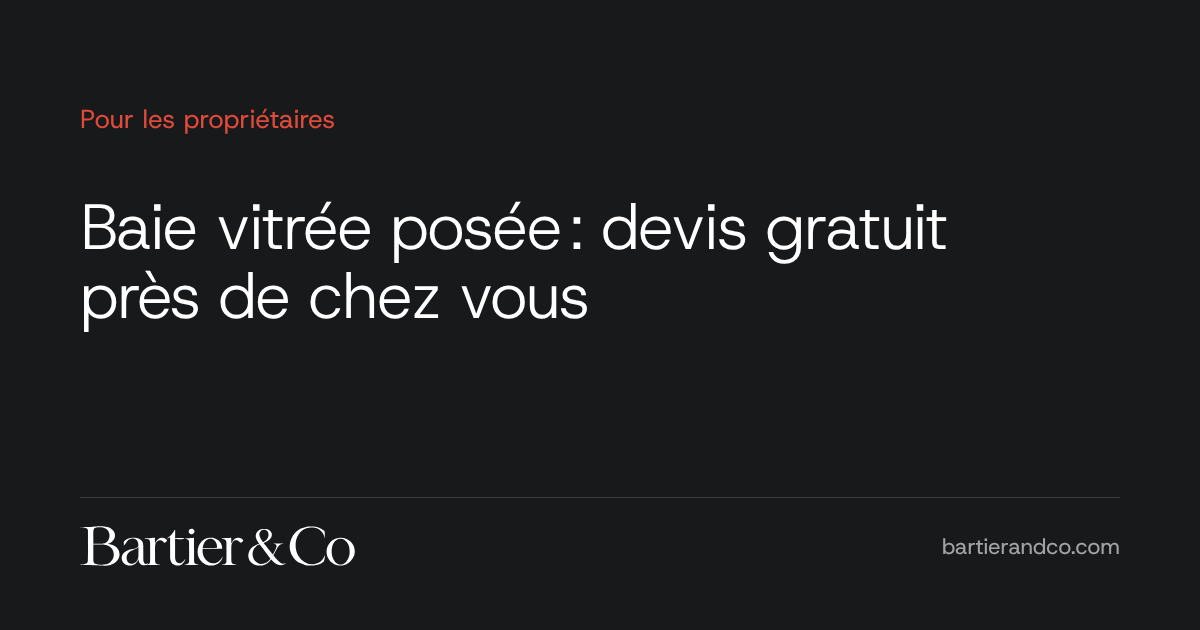 Pour les propriétaires
Baie vitrée posée : devis gratuit
près de chez vous
Bartier & Co
bartierandco.com